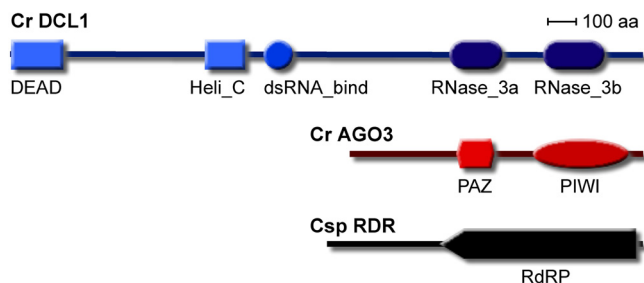 Cr DCL1
100 aa
DEAD Heli_C dsRNA_bind RNase_3a RNase_3b
Cr AGO3
PAZ PIWI
Csp RDR
RdRP